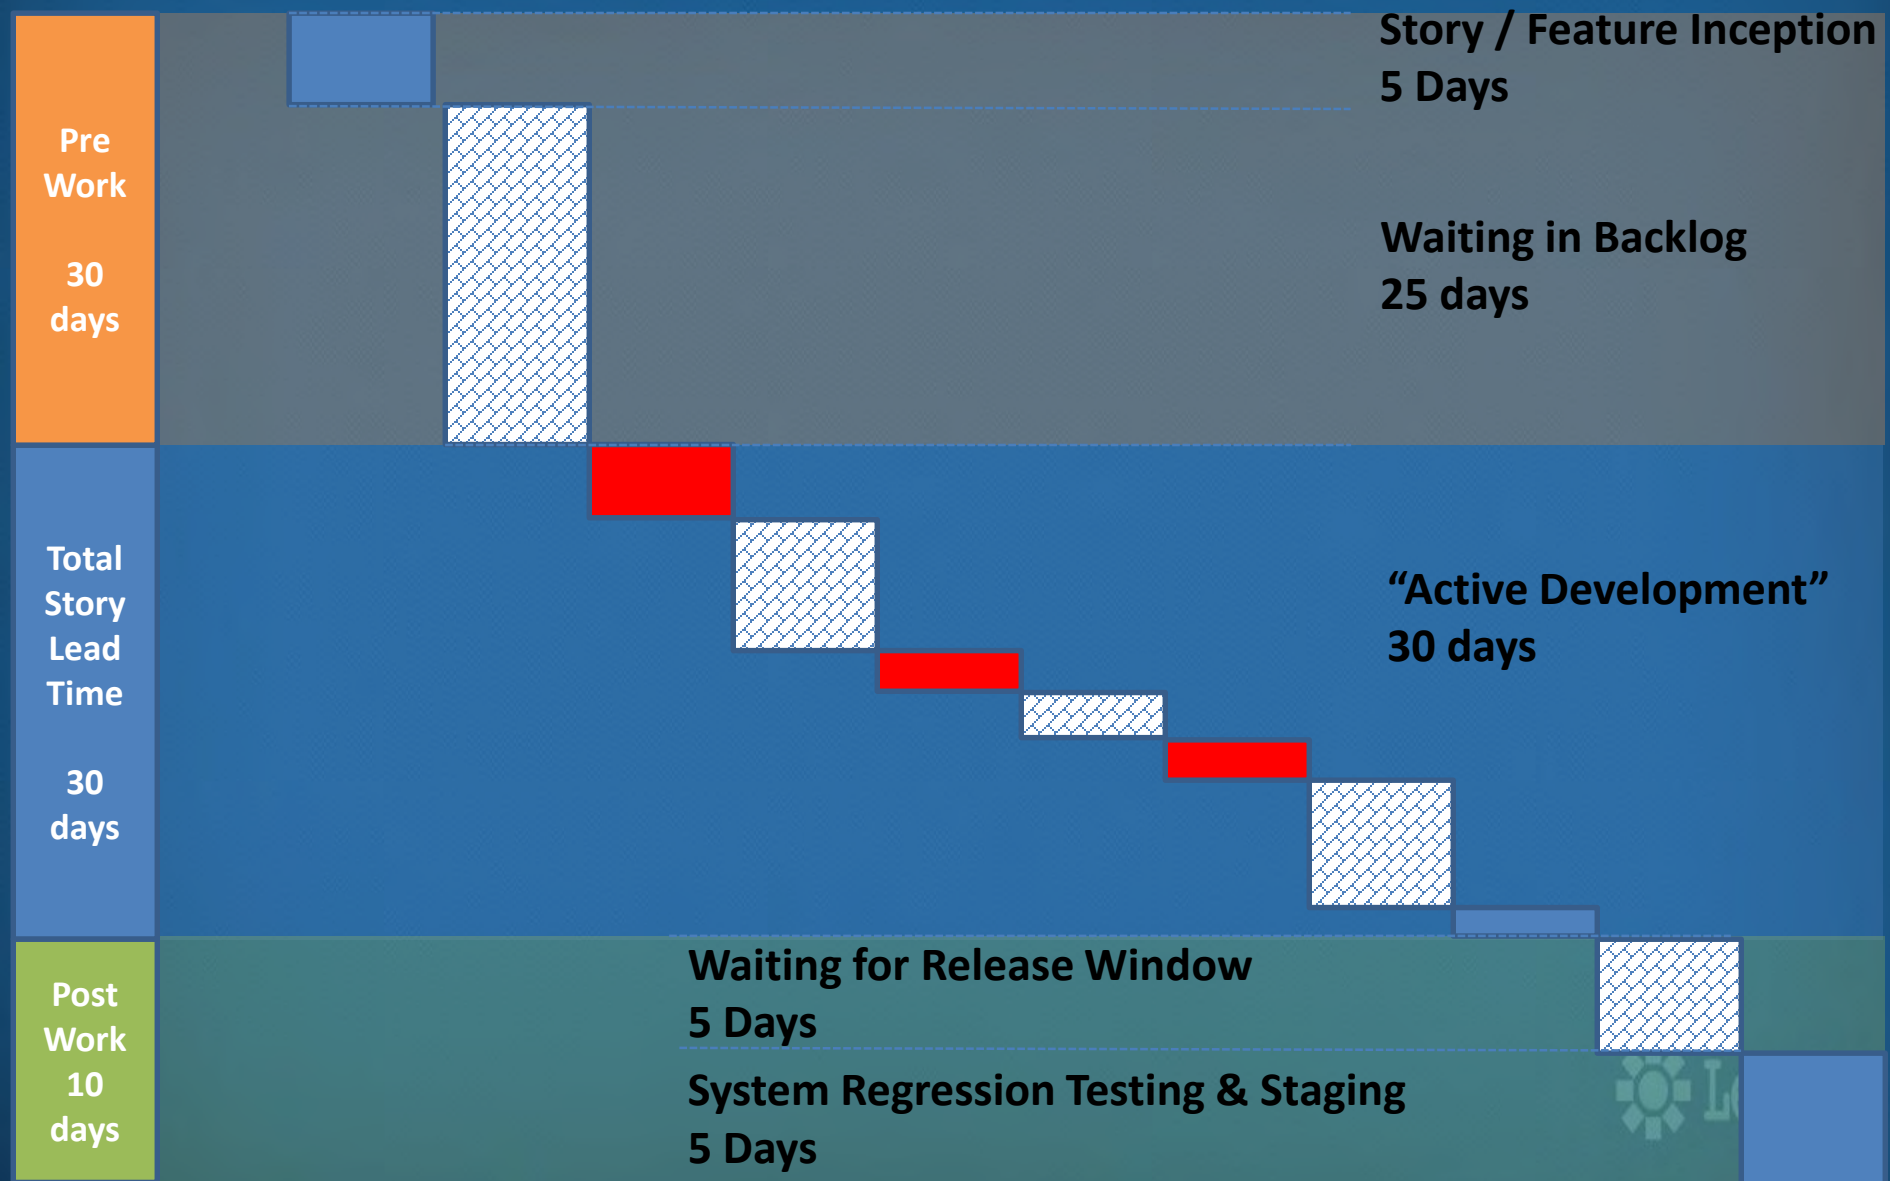 Story / Feature Inception
5 Days
Pre
Work
30
days
Waiting in Backlog
25 days
Total
Story
Lead
Time
30
days
“Active Development”
30 days
Post
Work
10
days
Waiting for Release Window
5 Days
System Regression Testing & Staging
5 Days